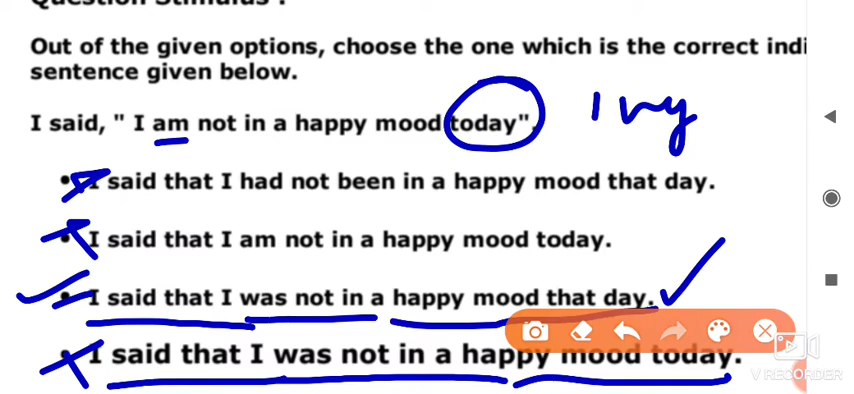 Question Stimulus :
Out of the given options, choose the one which is the correct indi
sentence given below.
I said, " I am not in a happy mood today".
• I said that I had not been in a happy mood that day.
• I said that I am not in a happy mood today.
• I said that I was not in a happy mood that day.
• I said that I was not in a happy mood today.
V RECORDER